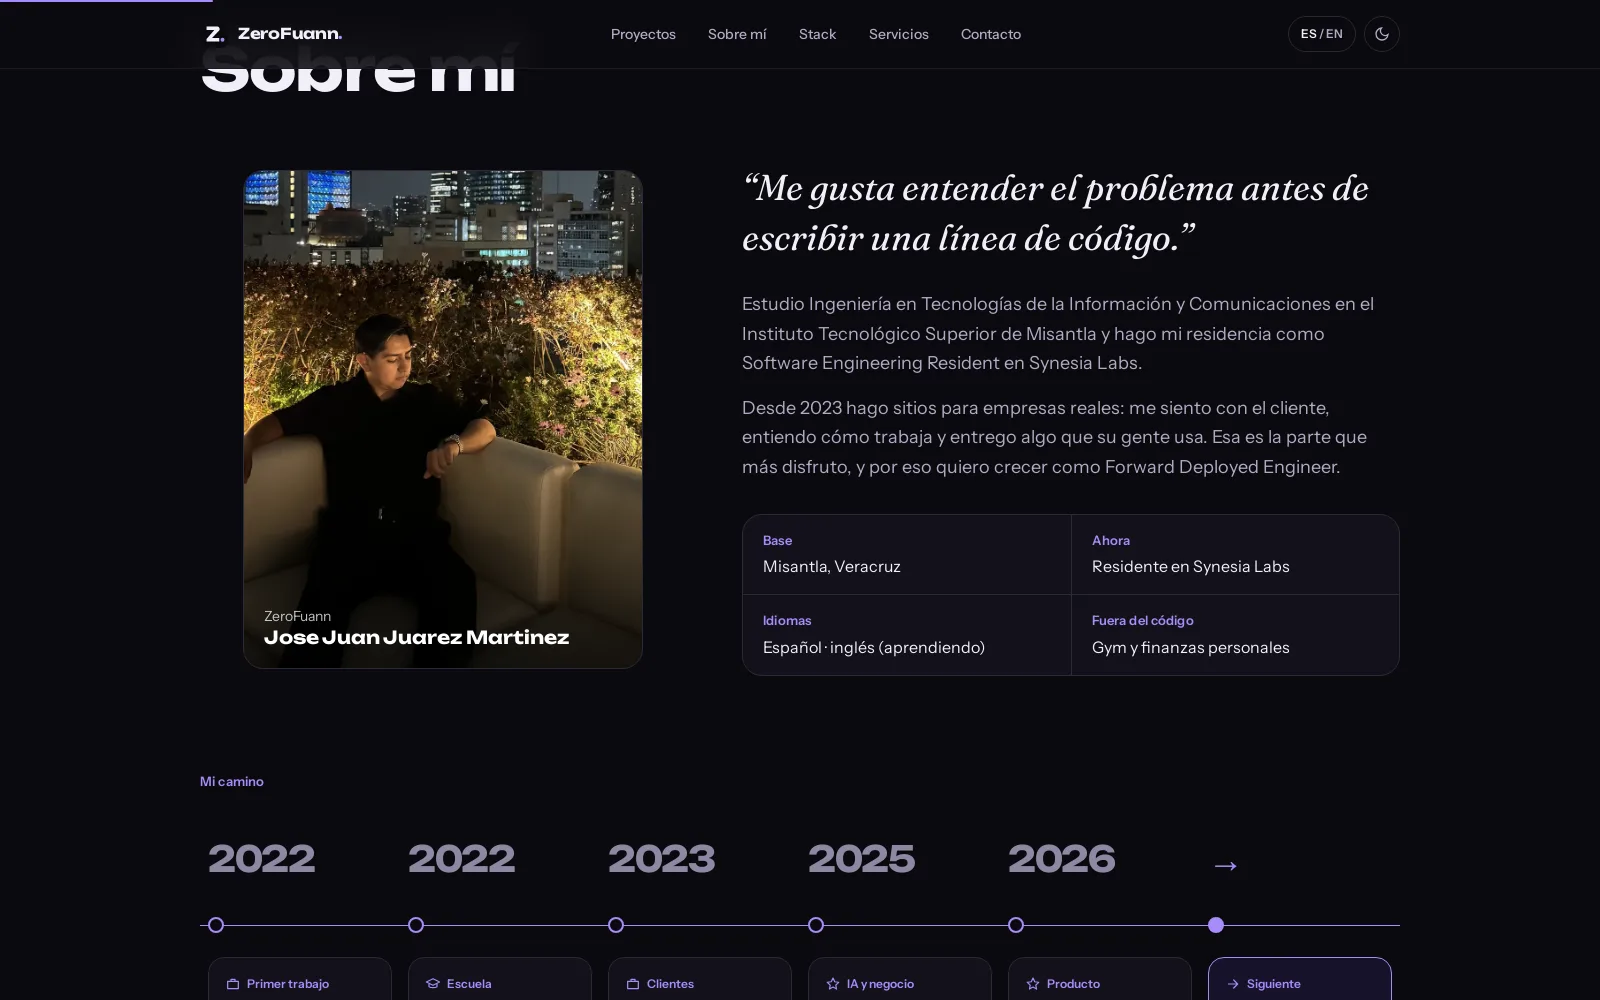 Z. ZeroFuann.
Proyectos
Sobre mí
Stack
Servicios
Contacto
ES / EN
Sobre mí
ZeroFuann
Jose Juan Juarez Martinez
“Me gusta entender el problema antes de
escribir una línea de código.”
Estudio Ingeniería en Tecnologías de la Información y Comunicaciones en el
Instituto Tecnológico Superior de Misantla y hago mi residencia como
Software Engineering Resident en Synesia Labs.
Desde 2023 hago sitios para empresas reales: me siento con el cliente,
entiendo cómo trabaja y entrego algo que su gente usa. Esa es la parte que
más disfruto, y por eso quiero crecer como Forward Deployed Engineer.
Base
Misantla, Veracruz
Ahora
Residente en Synesia Labs
Idiomas
Español · inglés (aprendiendo)
Fuera del código
Gym y finanzas personales
Mi camino
2022
2022
2023
2025
2026
→
Primer trabajo
Escuela
Clientes
IA y negocio
Producto
Siguiente